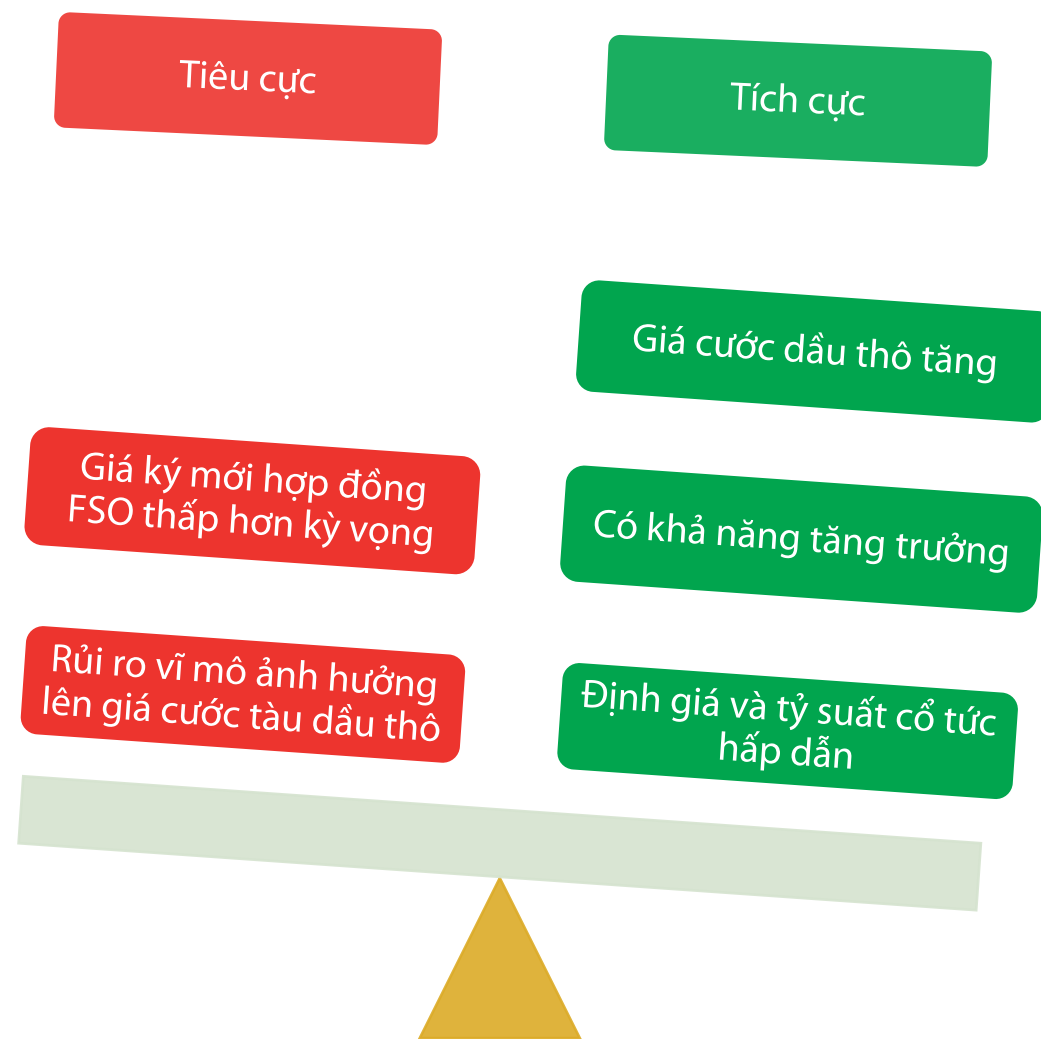 Tiêu cực
Tích cực
Giá cước dầu thô tăng
Giá ký mới hợp đồng
FSO thấp hơn kỳ vọng
Có khả năng tăng trưởng
Rủi ro vĩ mô ảnh hưởng
lên giá cước tàu dầu thô
Định giá và tỷ suất cổ tức
hấp dẫn